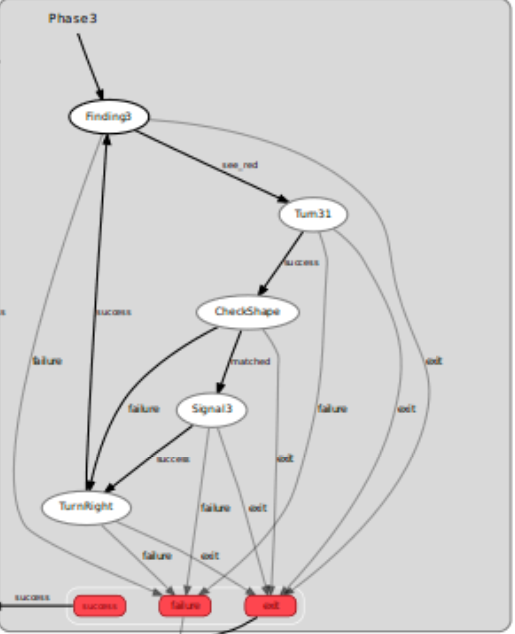 Phase3
Finding3
see_red
Turn31
success
CheckShape
success
matched
failure
exit
failure
Signal3
failure
exit
success
exit
TurnRight
failure
exit
failure
exit
success
success
failure
exit